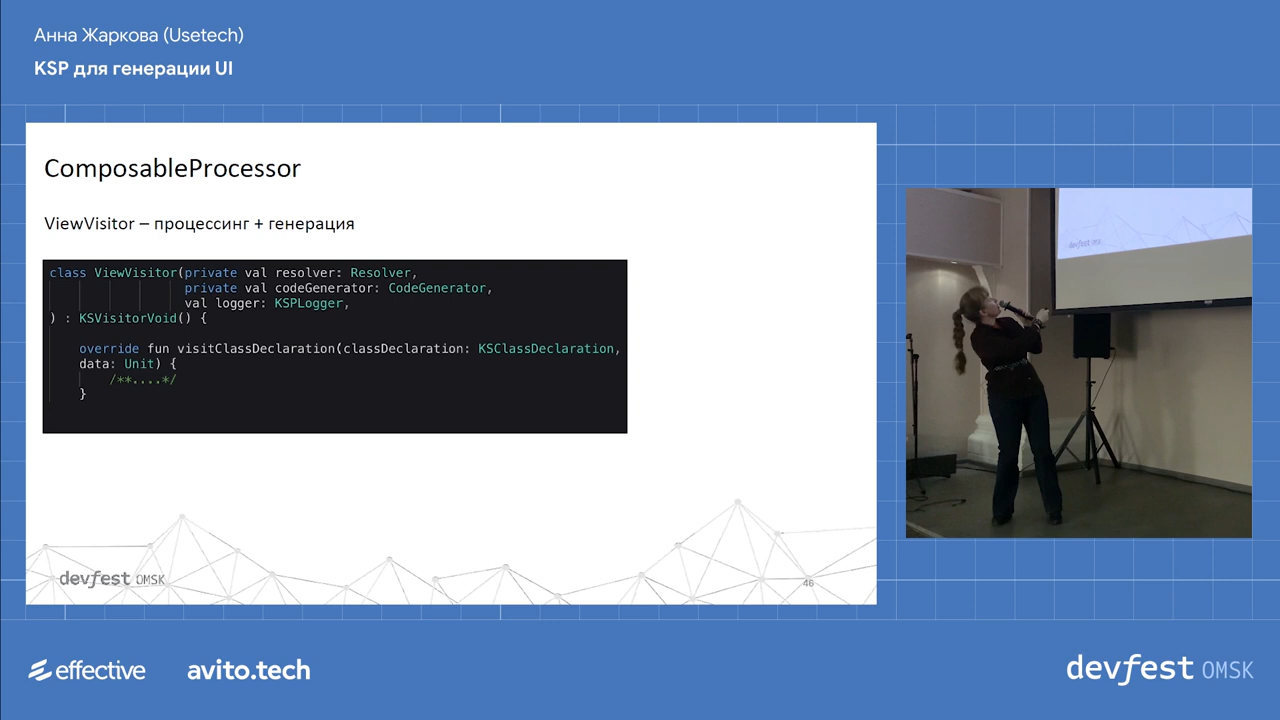 Анна Жаркова (Usetech)
KSP для генерации UI
ComposableProcessor
ViewVisitor – процессинг + генерация
class ViewVisitor(private val resolver: Resolver,
private val codeGenerator: CodeGenerator,
val logger: KSPLogger,
) : KSVisitorVoid() {
override fun visitClassDeclaration(classDeclaration: KSClassDeclaration,
data: Unit) {
/**....*/
}
devfest OMSK
46
devfest OMSK
effective
avito.tech
devfest OMSK